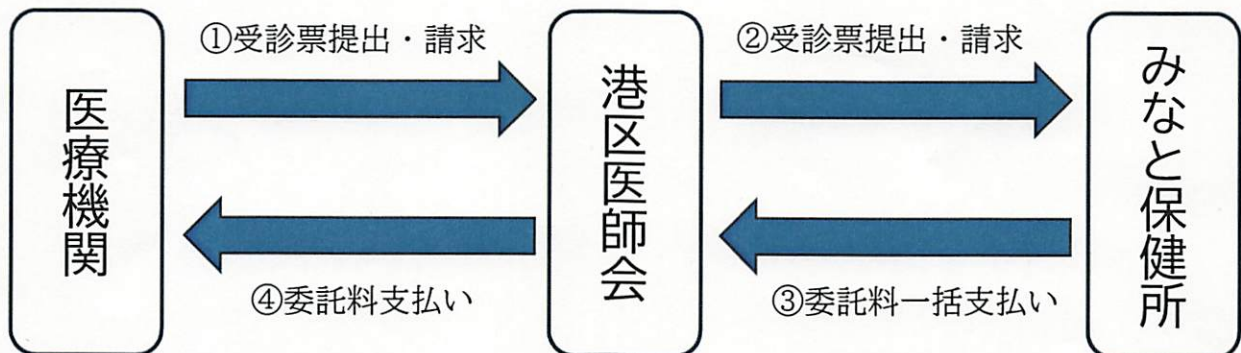 医療機関
①受診票提出・請求
港区医師会
②受診票提出・請求
みなと保健所
④委託料支払い
③委託料一括支払い